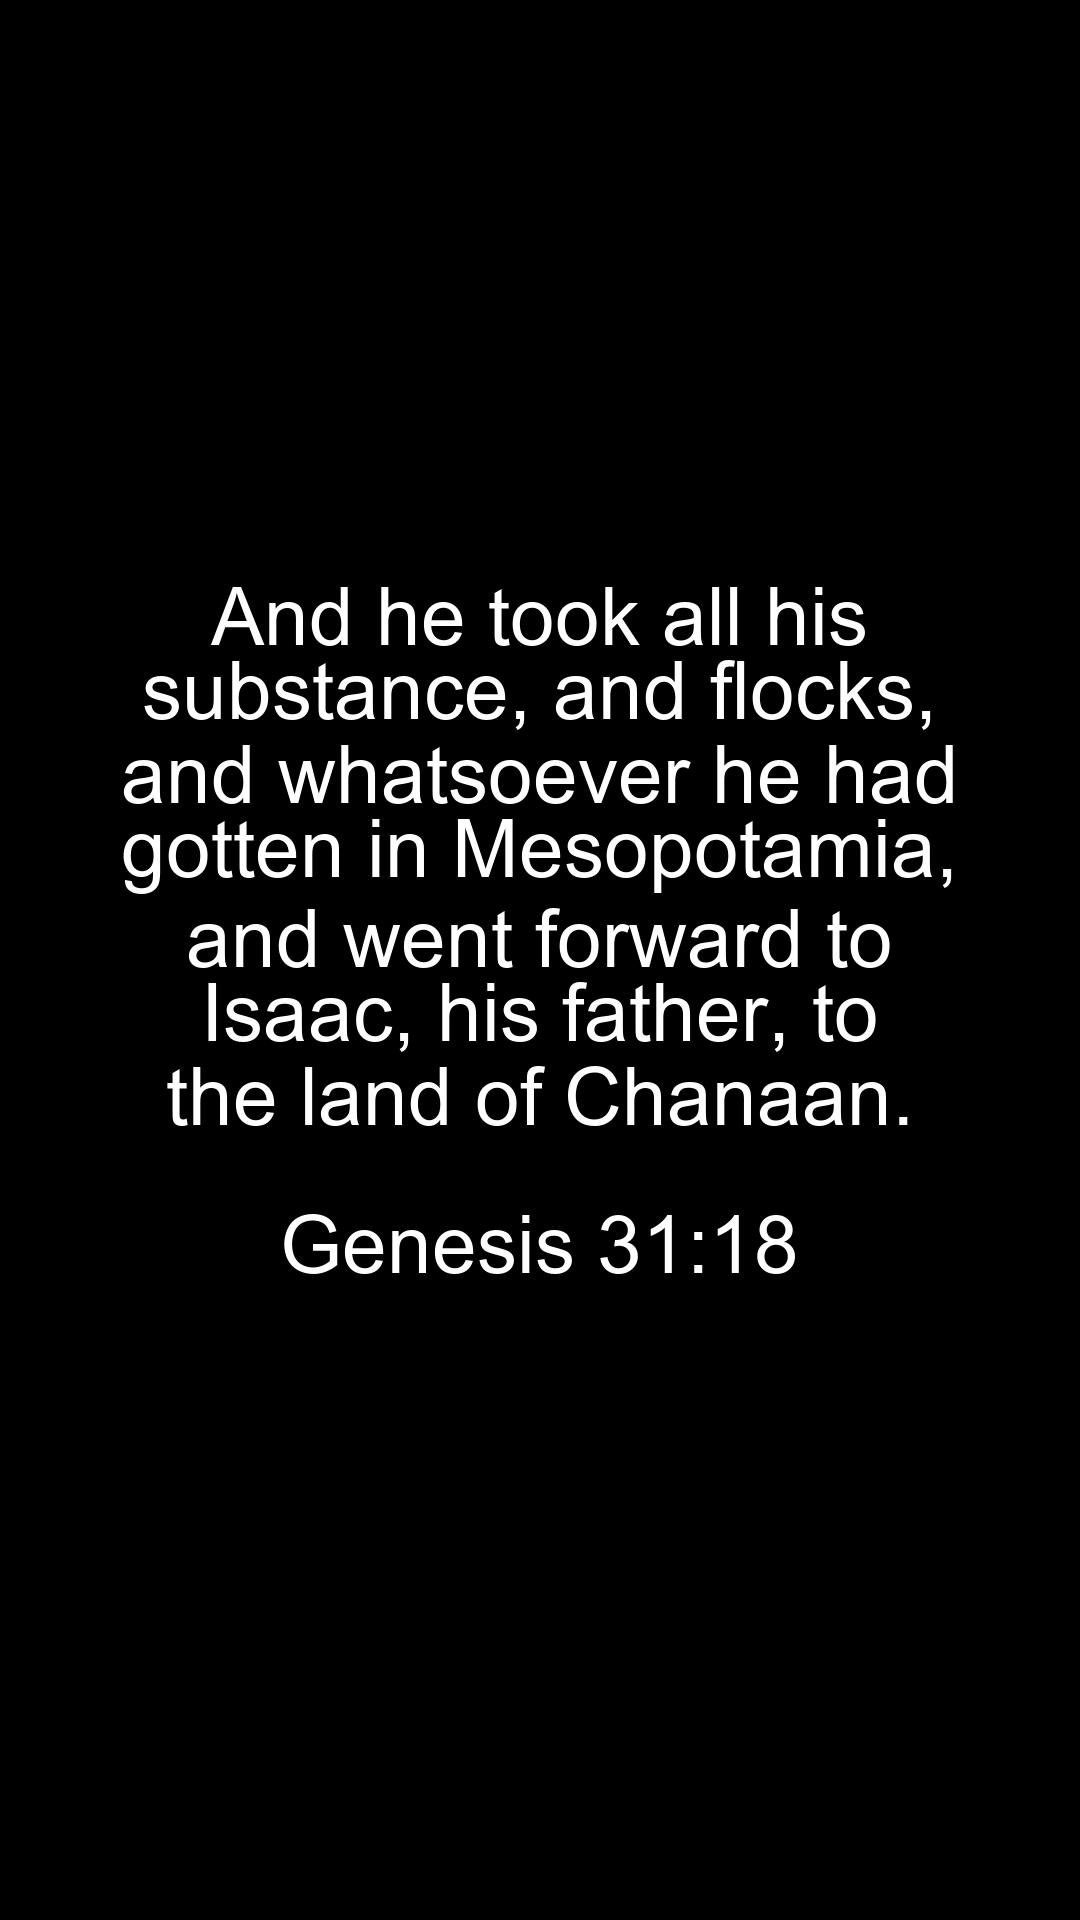 And he took all his
substance, and flocks,
and whatsoever he had
gotten in Mesopotamia,
and went forward to
Isaac, his father, to
the land of Chanaan.
Genesis 31:18